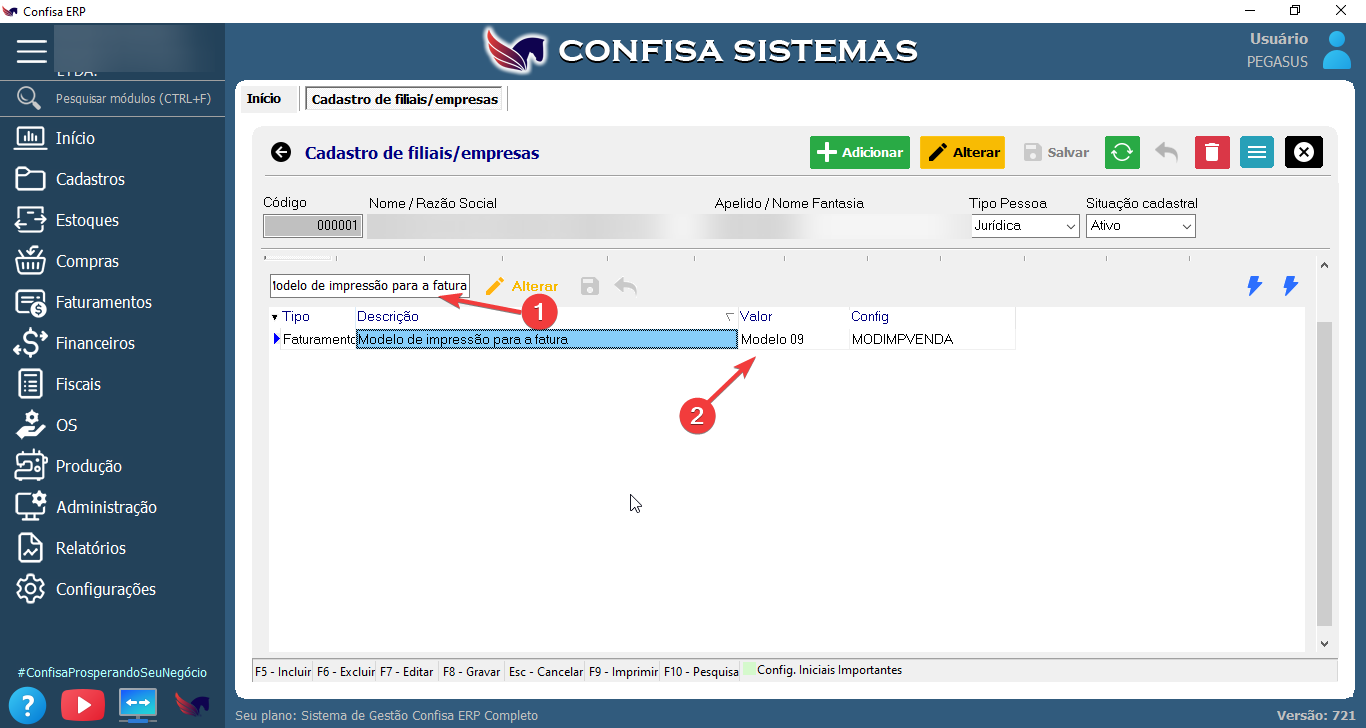 Confisa ERP
LTDA.
CONFISA SISTEMAS
Usuário
PEGASUS
Pesquisar módulos (CTRL+F)
Início
Cadastros
Estoques
Compras
Faturamentos
Financeiros
Fiscais
OS
Produção
Administração
Relatórios
Configurações
#ConfisaProsperandoSeuNegócio
?
Início
Cadastro de filiais/empresas
Cadastro de filiais/empresas
Adicionar
Alterar
Salvar
Código
Nome / Razão Social
Apelido / Nome Fantasia
Tipo Pessoa
Situação cadastral
000001
Jurídica
Ativo
Modelo de impressão para a fatura
Alterar
1
Tipo
Descrição
Valor
Config
Faturamento
Modelo de impressão para a fatura
Modelo 09
MODIMPVENDA
2
F5 - Incluir
F6 - Excluir
F7 - Editar
F8 - Gravar
Esc - Cancelar
F9 - Imprimir
F10 - Pesquisa
Config. Iniciais Importantes
Seu plano: Sistema de Gestão Confisa ERP Completo
Versão: 721